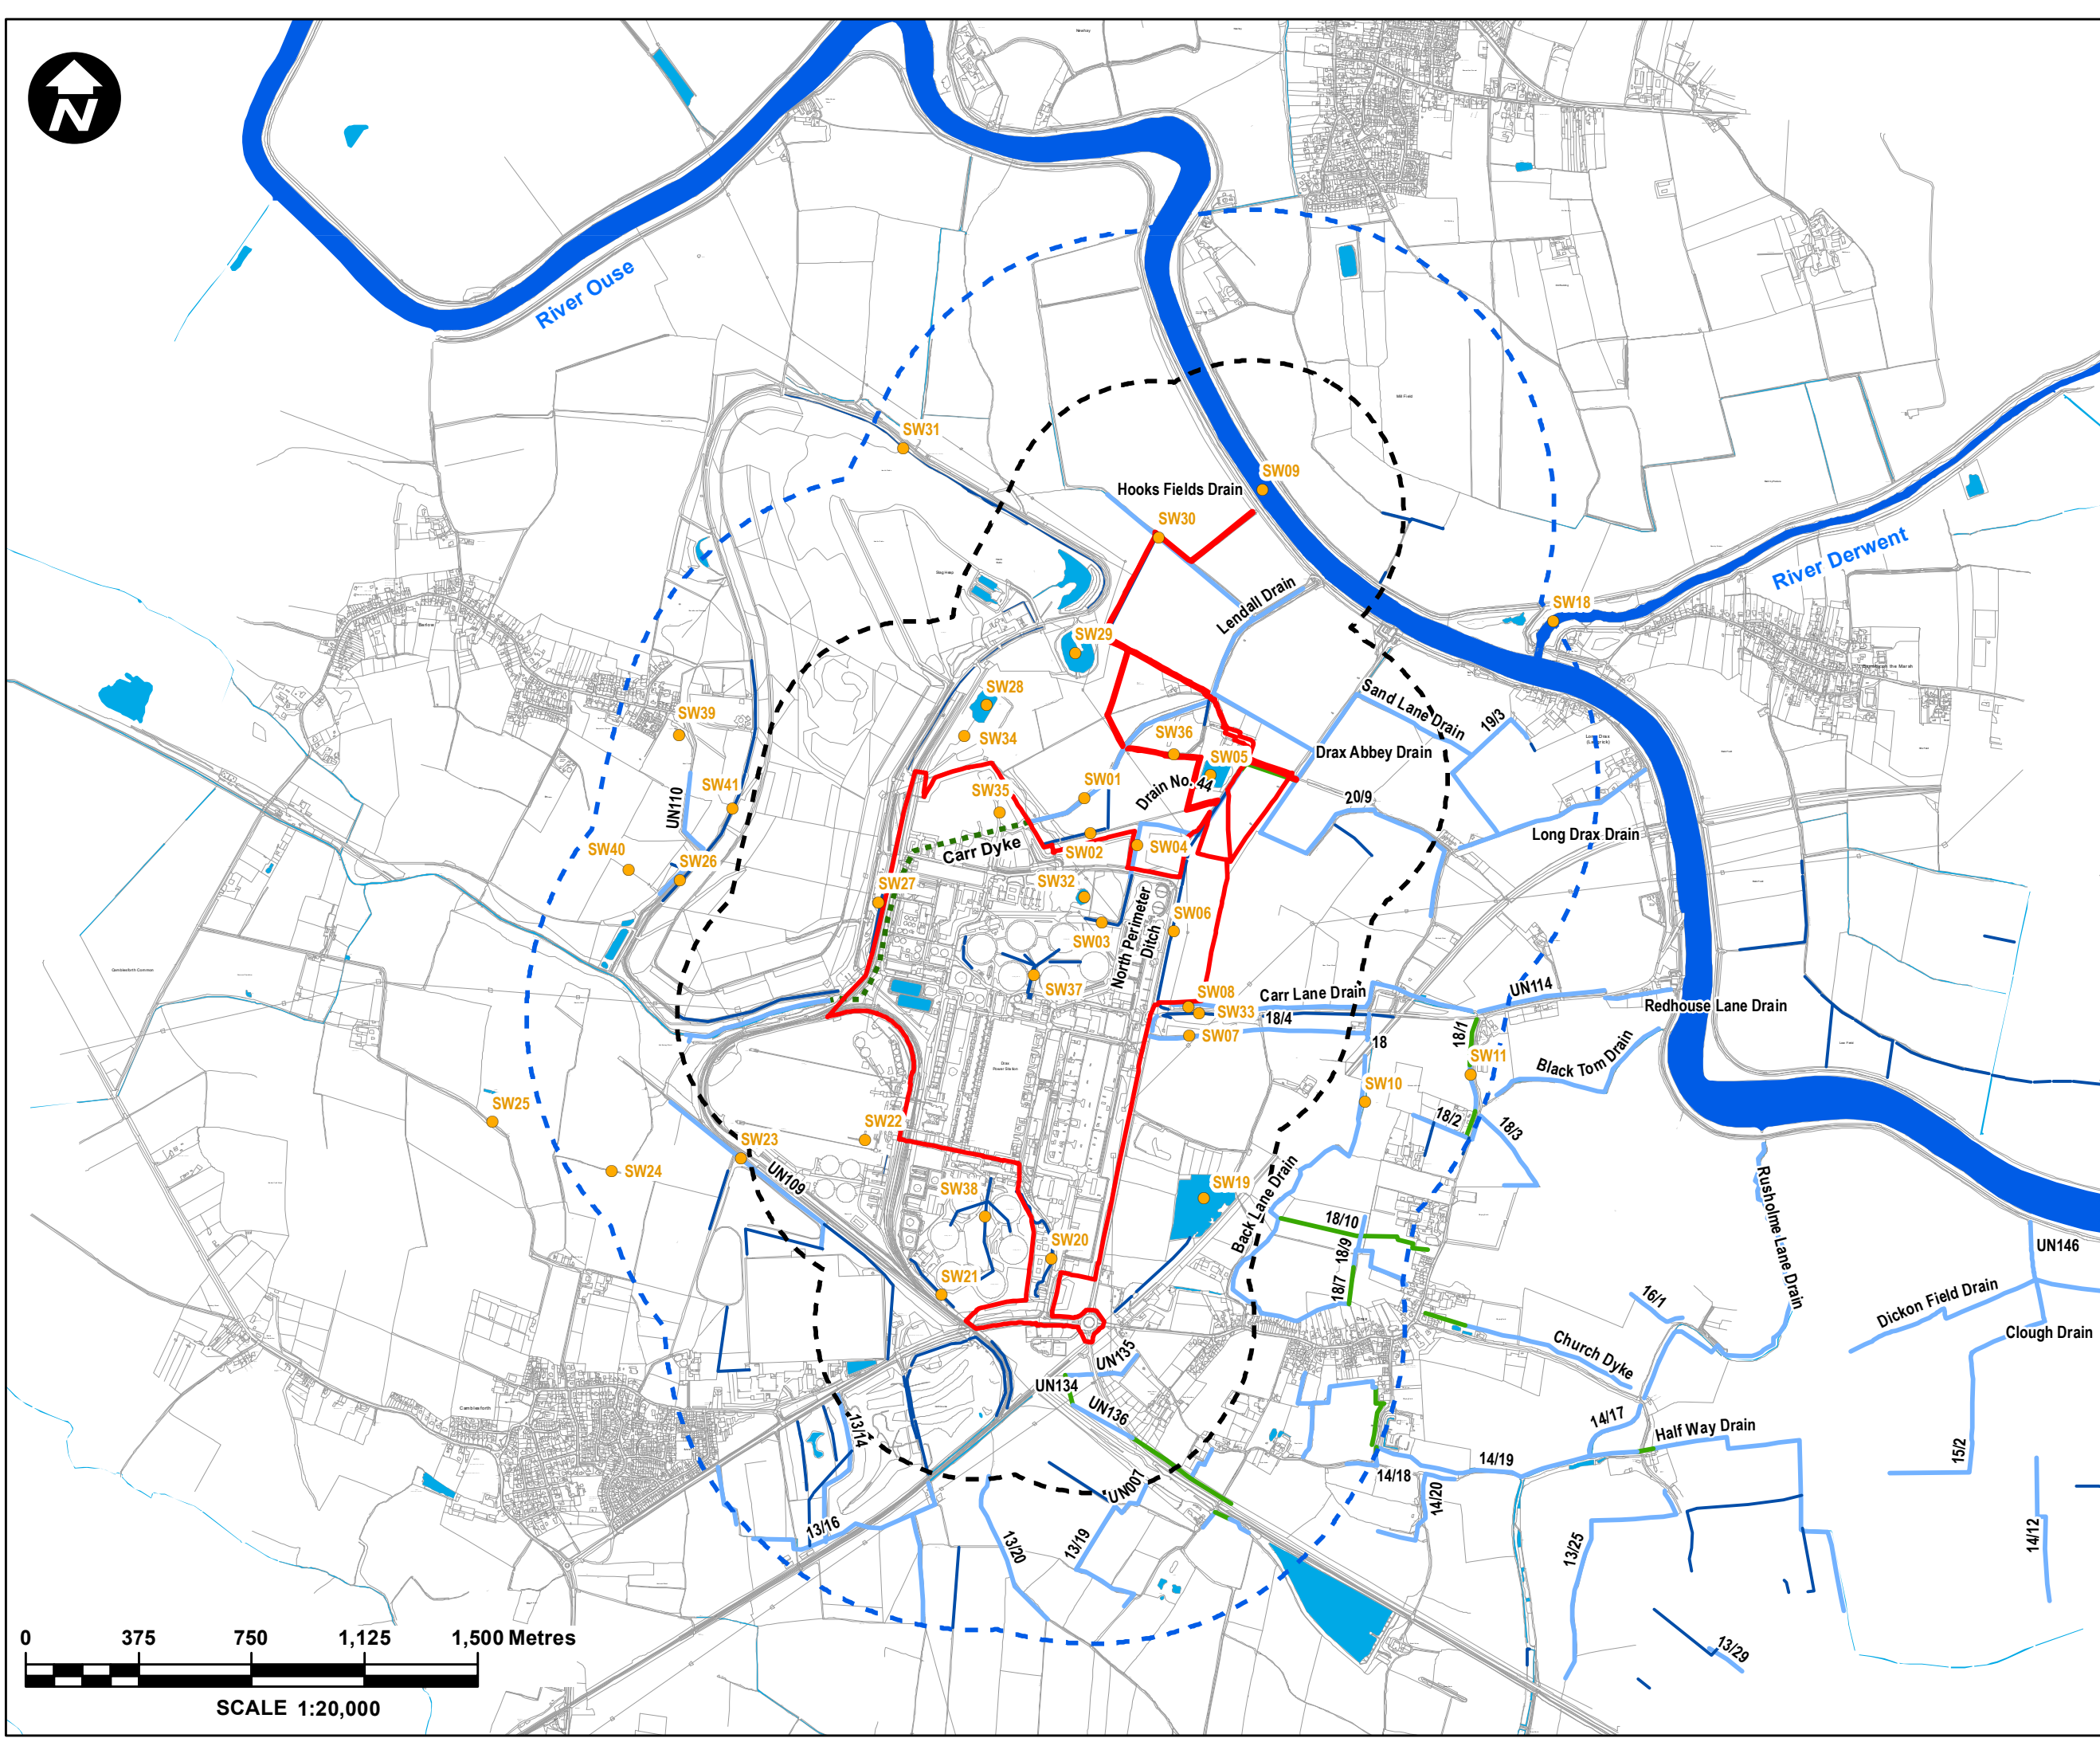 N
River Ouse
SW31
SW09
Hooks Fields Drain
SW30
Lendall Drain
River Derwent
SW18
SW29
SW28
SW39
SW34
Sand Lane Drain
19/3
SW36
SW05
Drax Abbey Drain
SW01
Drain No. 44
UN110
SW41
SW35
20/9
Long Drax Drain
SW40
SW26
Carr Dyke
SW02
SW04
SW27
SW32
SW06
SW03
North Perimeter
Ditch
SW37
SW08
Carr Lane Drain
UN114
SW33
18/4
Redhouse Lane Drain
SW07
18
18/1
SW11
Black Tom Drain
SW10
SW25
SW22
SW23
18/2
18/3
SW24
UN109
SW38
SW19
Back Lane Drain
18/10
18/9
18/7
Rusholme Lane Drain
UN146
SW20
SW21
16/1
Dickon Field Drain
Clough Drain
Church Dyke
UN135
UN134
UN136
13/14
14/17
Half Way Drain
15/2
14/19
14/18
14/20
UN007
13/16
13/20
13/19
13/25
14/12
13/29
0 375 750 1,125 1,500 Metres
SCALE 1:20,000